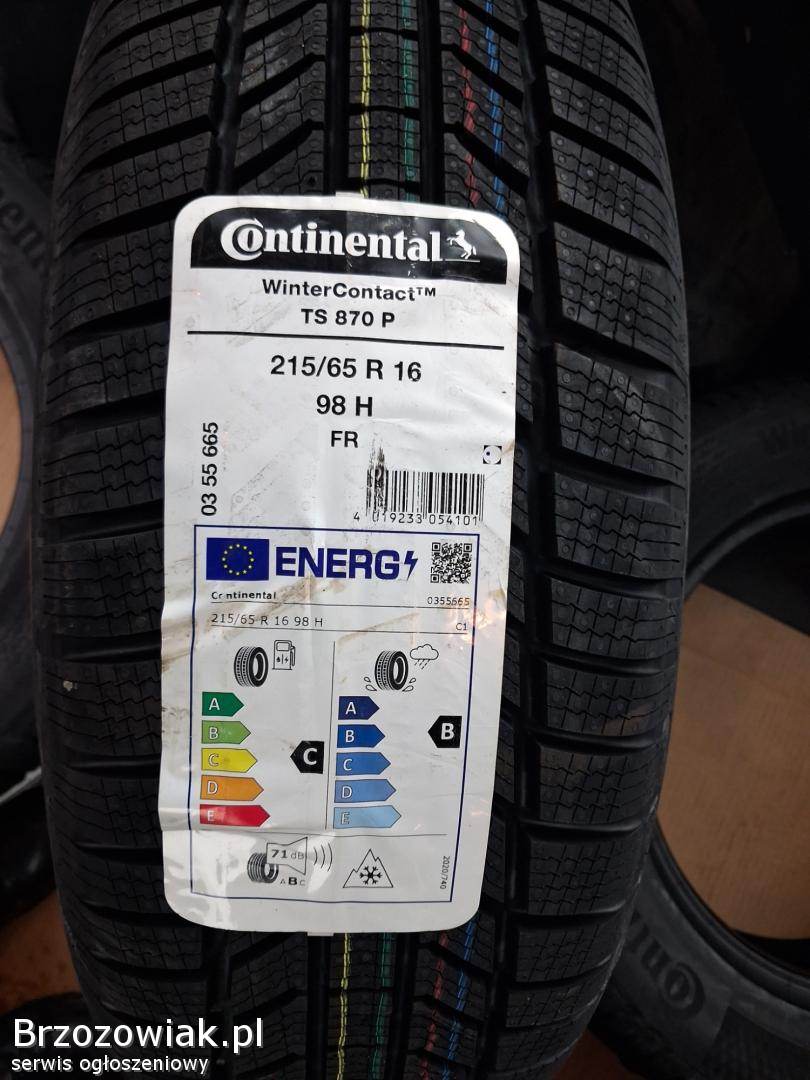 Continental
WinterContact™
TS 870 P
215/65 R 16
98 H
FR
03 55 665
4 019233 054101
ENERG
Continental
0355665
215/65 R 16 98 H
C1
A
B
C
D
E
C
A
B
C
D
E
B
71 dB
ABC
2020/740
Brzozowiak.pl
serwis ogłoszeniowy